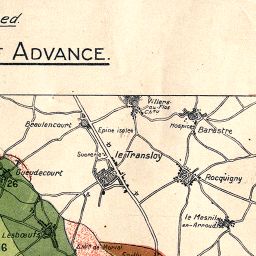 ed.
T ADVANCE.
Villers-
au-Flos
Chau
Beaulencourt
Hospice
Barastre
Epine isolée
Sucrerie
le Transloy
Gueudecourt
26
Rocquigny
le Mesnil-
en-Arrouaise
Lesbœufs
6